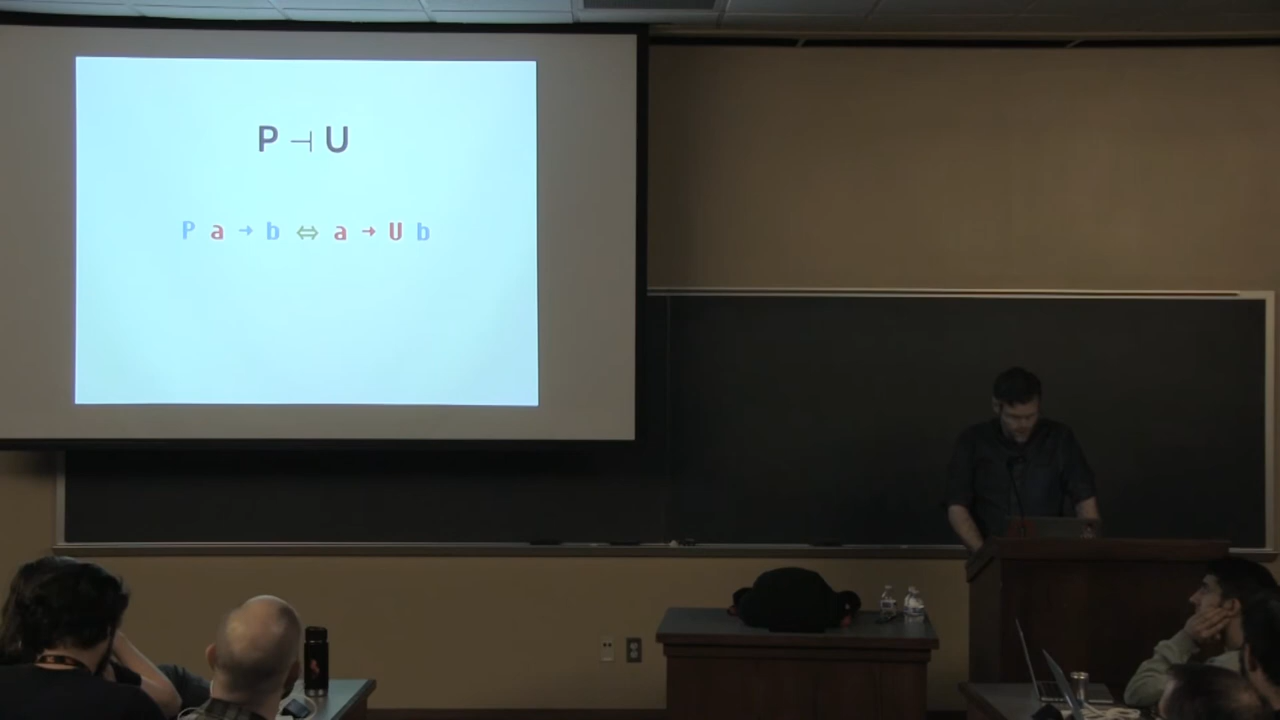 P ⊣ U
P a → b ⇔ a → U b